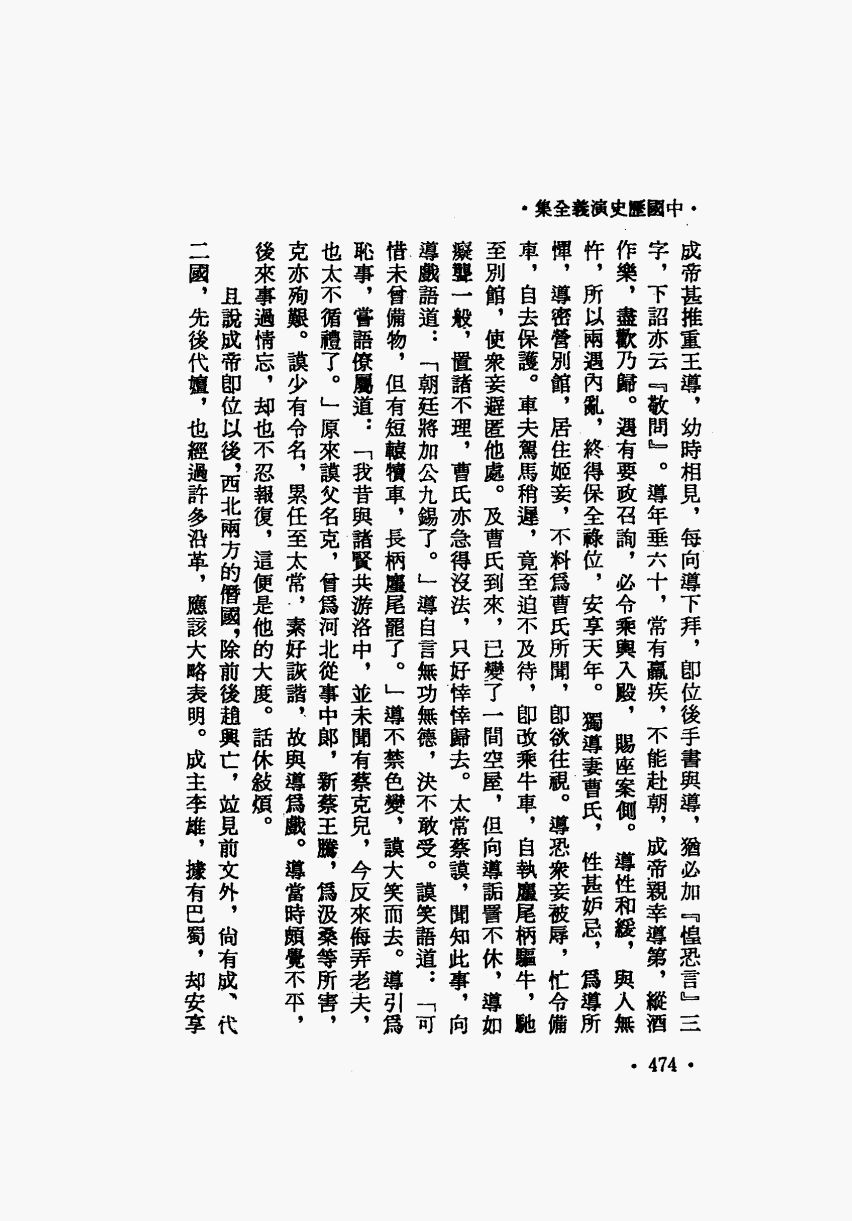 ·中國歷史演義全集·
成帝甚推重王導，幼時相見，每向導下拜，卽位後手書與導，猶必加『惶恐言』三
字，下詔亦云『敬問』。導年垂六十，常有羸疾，不能赴朝，成帝親幸導第，縱酒
作樂，盡歡乃歸。遇有要政召詢，必令乘輿入殿，賜座案側。導性和緩，與人無
忤，所以兩遇內亂，終得保全祿位，安享天年。獨導妻曹氏，性甚妒忌，爲導所
憚，導密營別館，居住姬妾，不料爲曹氏所聞，卽欲往視。導恐衆妾被辱，忙令備
車，自去保護。車夫駕馬稍遲，竟至迫不及待，卽改乘牛車，自執麈尾柄驅牛，馳
至別館，使衆妾避匿他處。及曹氏到來，已變了一間空屋，但向導詬詈不休，導如
癡聾一般，置諸不理，曹氏亦急得沒法，只好悻悻歸去。太常蔡謨，聞知此事，向
導戲語道：「朝廷將加公九錫了。」導自言無功無德，決不敢受。謨笑語道：「可
惜未曾備物，但有短轅犢車，長柄麈尾罷了。」導不禁色變，謨大笑而去。導引爲
恥事，嘗語僚屬道：「我昔與諸賢共游洛中，並未聞有蔡克兒，今反來侮弄老夫，
也太不循禮了。」原來謨父名克，曾爲河北從事中郎，新蔡王騰，爲汲桑等所害，
克亦殉難。謨少有令名，累任至太常，素好詼諧，故與導爲戲。導當時頗覺不平，
後來事過情忘，却也不忍報復，這便是他的大度。話休敍煩。
且說成帝卽位以後，西北兩方的僭國，除前後趙興亡，竝見前文外，尙有成、代
二國，先後代嬗，也經過許多沿革，應該大略表明。成主李雄，據有巴蜀，却安享
·474·